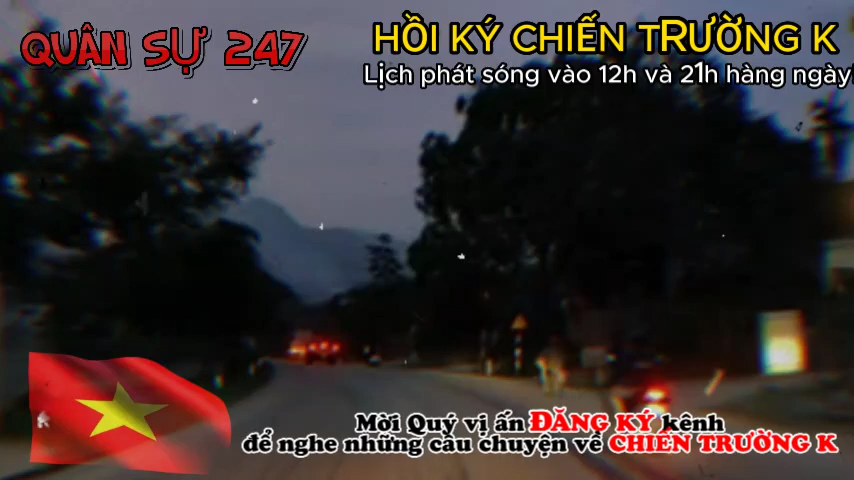 QUÂN SỰ 247
HỒI KÝ CHIẾN TRƯỜNG K
Lịch phát sóng vào 12h và 21h hàng ngày
Mời Quý vị ấn ĐĂNG KÝ kênh
để nghe những câu chuyện về CHIẾN TRƯỜNG K